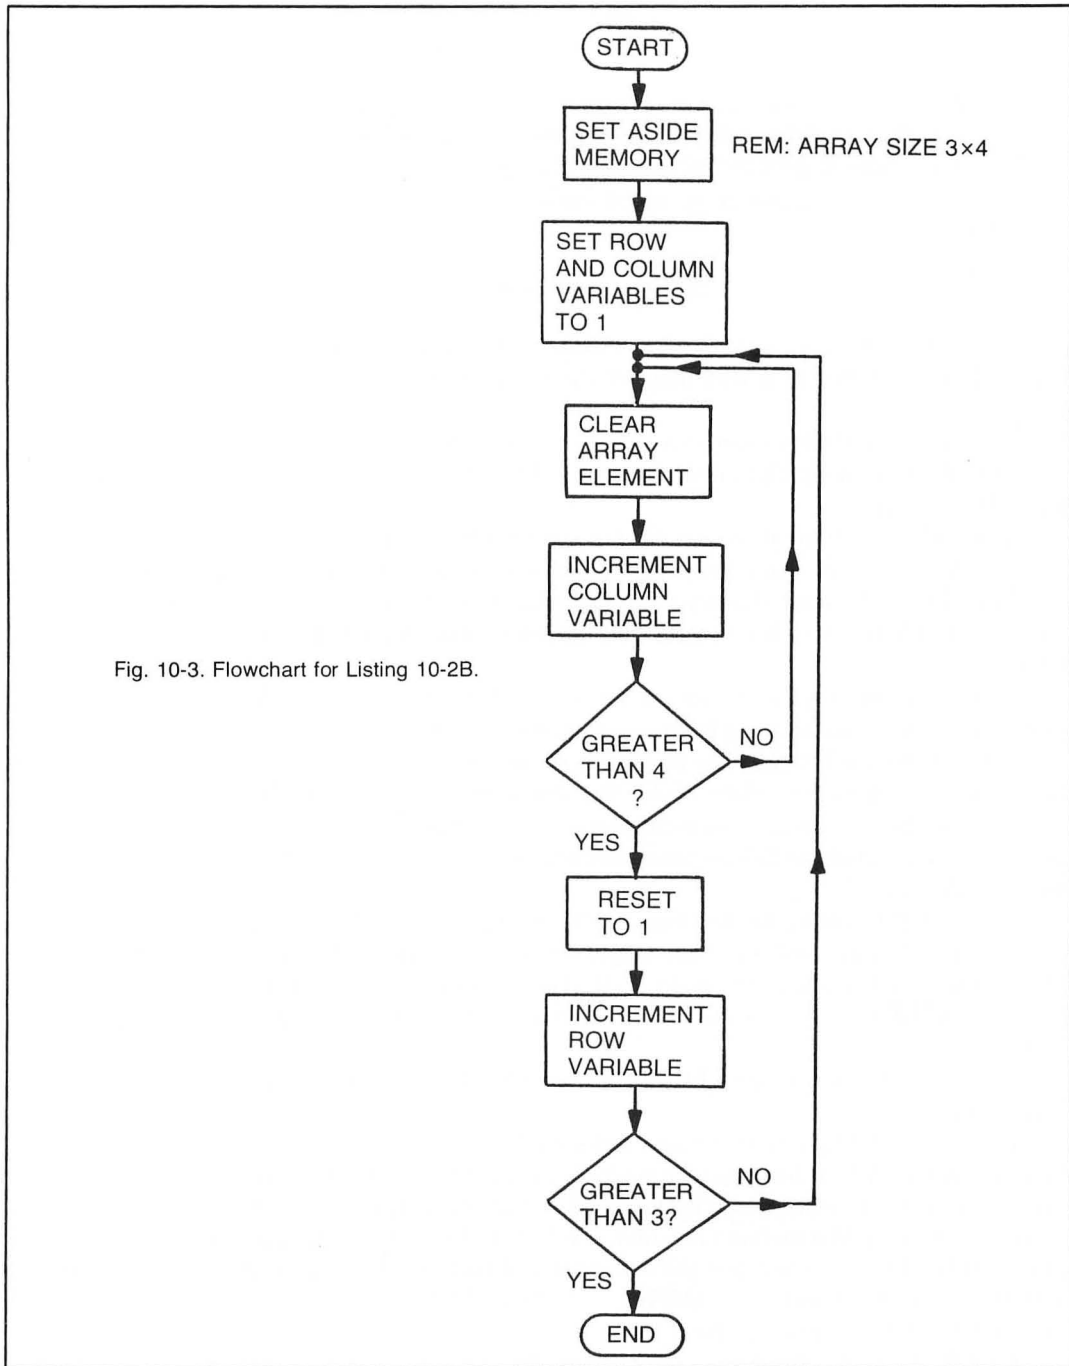 START
SET ASIDE
MEMORY
REM: ARRAY SIZE 3×4
SET ROW
AND COLUMN
VARIABLES
TO 1
CLEAR
ARRAY
ELEMENT
INCREMENT
COLUMN
VARIABLE
Fig. 10-3. Flowchart for Listing 10-2B.
GREATER
THAN 4
?
NO
YES
RESET
TO 1
INCREMENT
ROW
VARIABLE
GREATER
THAN 3?
NO
YES
END